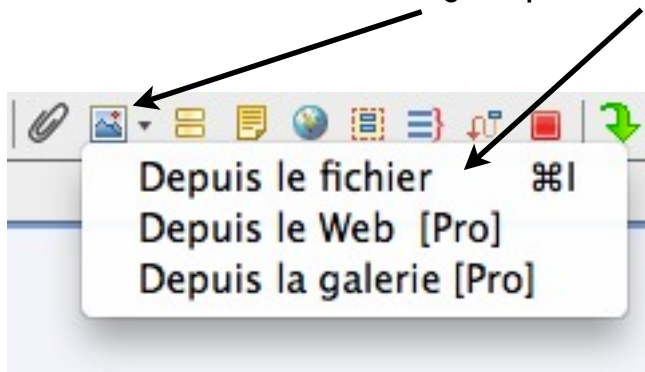 Depuis le fichier ⌘I
Depuis le Web [Pro]
Depuis la galerie [Pro]